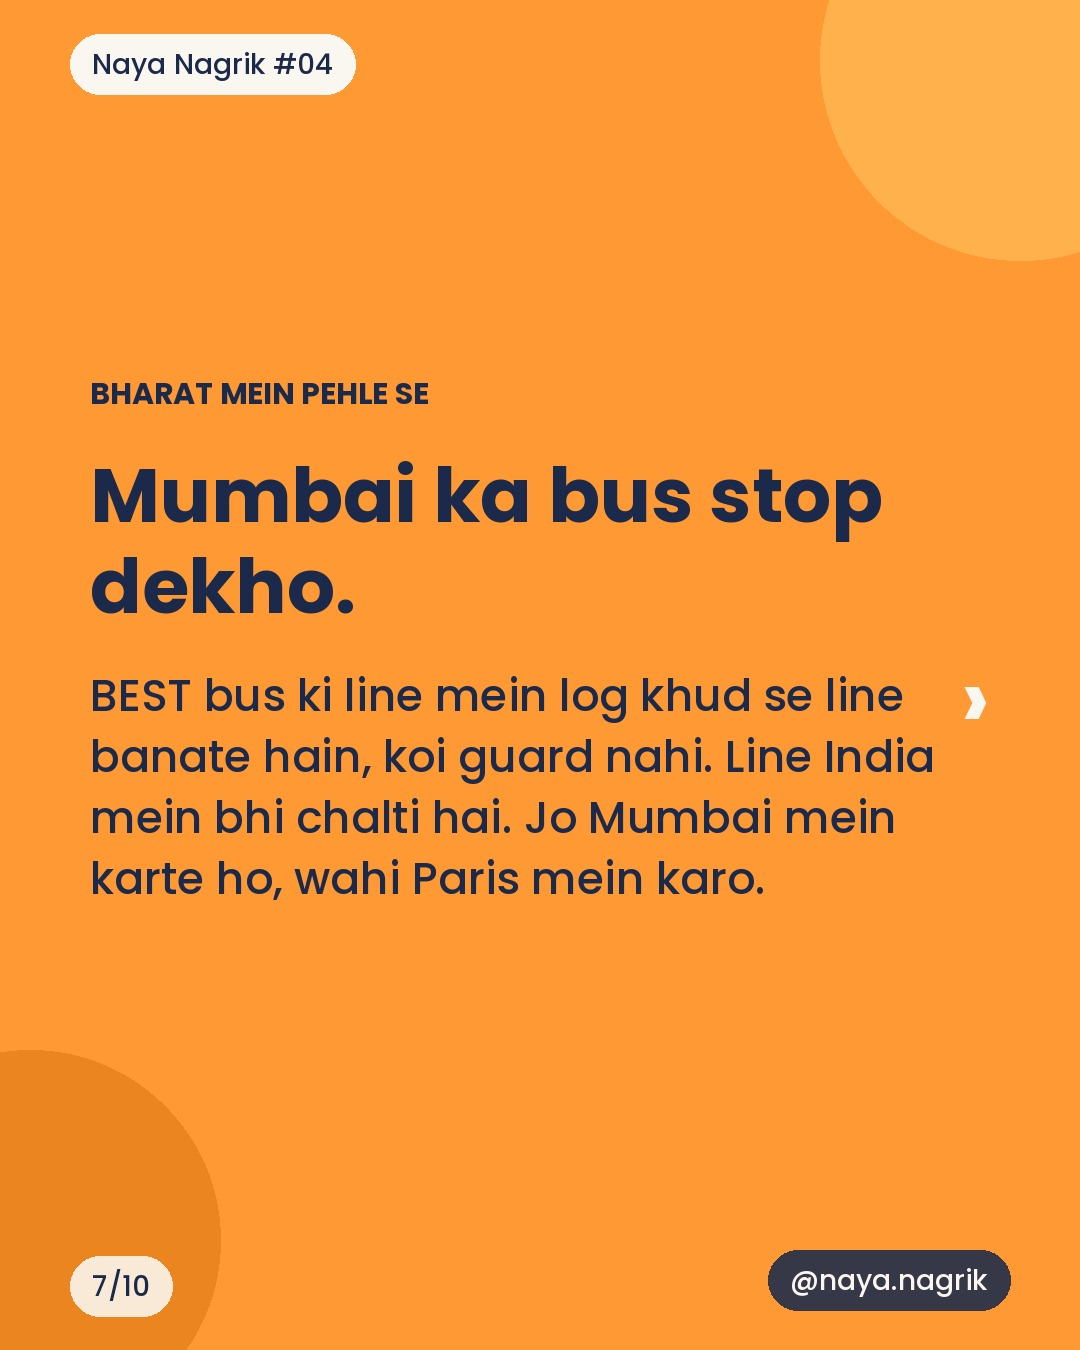 Naya Nagrik #04
BHARAT MEIN PEHLE SE
Mumbai ka bus stop
dekho.
BEST bus ki line mein log khud se line
banate hain, koi guard nahi. Line India
mein bhi chalti hai. Jo Mumbai mein
karte ho, wahi Paris mein karo.
7/10
@naya.nagrik